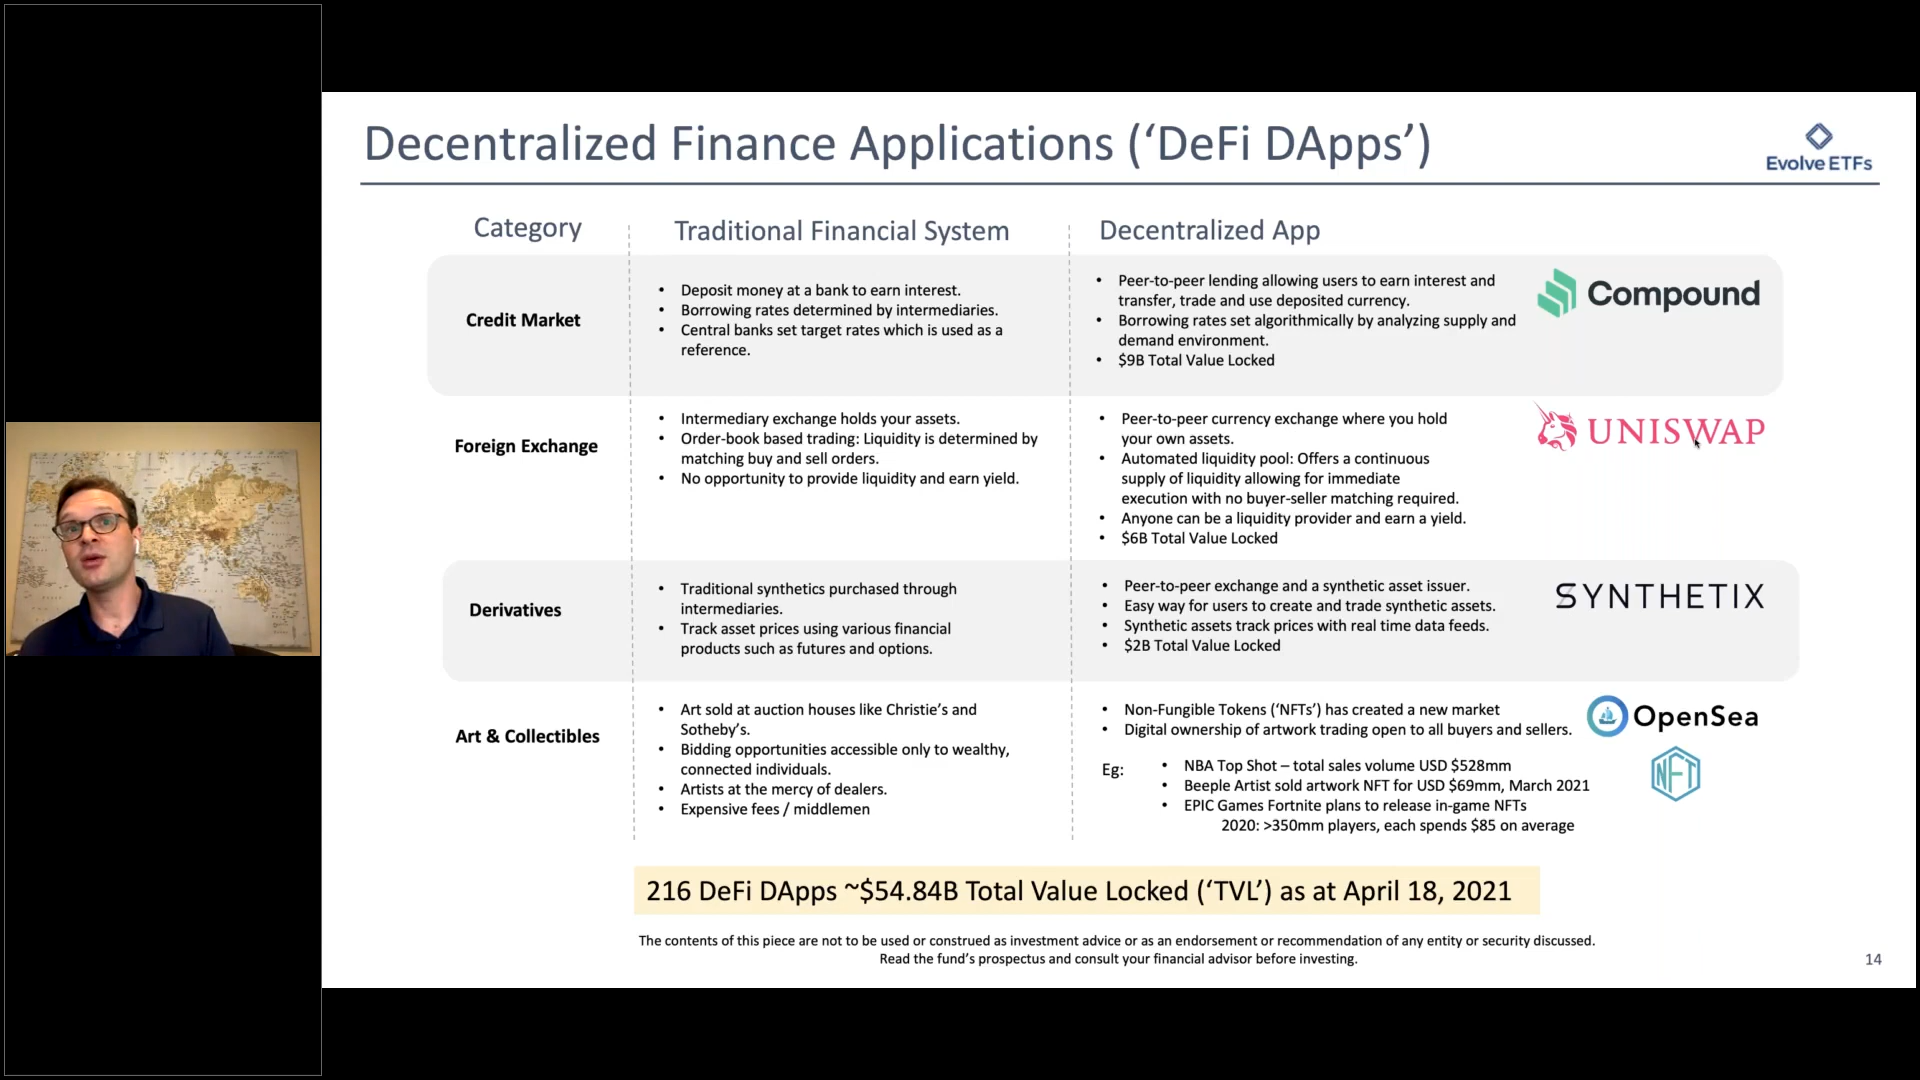 Decentralized Finance Applications (‘DeFi DApps’)
Evolve ETFs
Category
Traditional Financial System
Decentralized App
Credit Market
• Deposit money at a bank to earn interest.
• Borrowing rates determined by intermediaries.
• Central banks set target rates which is used as a
reference.
• Peer-to-peer lending allowing users to earn interest and
transfer, trade and use deposited currency.
• Borrowing rates set algorithmically by analyzing supply and
demand environment.
• $9B Total Value Locked
Compound
Foreign Exchange
• Intermediary exchange holds your assets.
• Order-book based trading: Liquidity is determined by
matching buy and sell orders.
• No opportunity to provide liquidity and earn yield.
• Peer-to-peer currency exchange where you hold
your own assets.
• Automated liquidity pool: Offers a continuous
supply of liquidity allowing for immediate
execution with no buyer-seller matching required.
• Anyone can be a liquidity provider and earn a yield.
• $6B Total Value Locked
UNISWAP
Derivatives
• Traditional synthetics purchased through
intermediaries.
• Track asset prices using various financial
products such as futures and options.
• Peer-to-peer exchange and a synthetic asset issuer.
• Easy way for users to create and trade synthetic assets.
• Synthetic assets track prices with real time data feeds.
• $2B Total Value Locked
SYNTHETIX
Art & Collectibles
• Art sold at auction houses like Christie’s and
Sotheby’s.
• Bidding opportunities accessible only to wealthy,
connected individuals.
• Artists at the mercy of dealers.
• Expensive fees / middlemen
• Non-Fungible Tokens (‘NFTs’) has created a new market
• Digital ownership of artwork trading open to all buyers and sellers.
Eg:
• NBA Top Shot – total sales volume USD $528mm
• Beeple Artist sold artwork NFT for USD $69mm, March 2021
• EPIC Games Fortnite plans to release in-game NFTs
2020: >350mm players, each spends $85 on average
OpenSea
NFT
216 DeFi DApps ~$54.84B Total Value Locked (‘TVL’) as at April 18, 2021
The contents of this piece are not to be used or construed as investment advice or as an endorsement or recommendation of any entity or security discussed.
Read the fund’s prospectus and consult your financial advisor before investing.
14